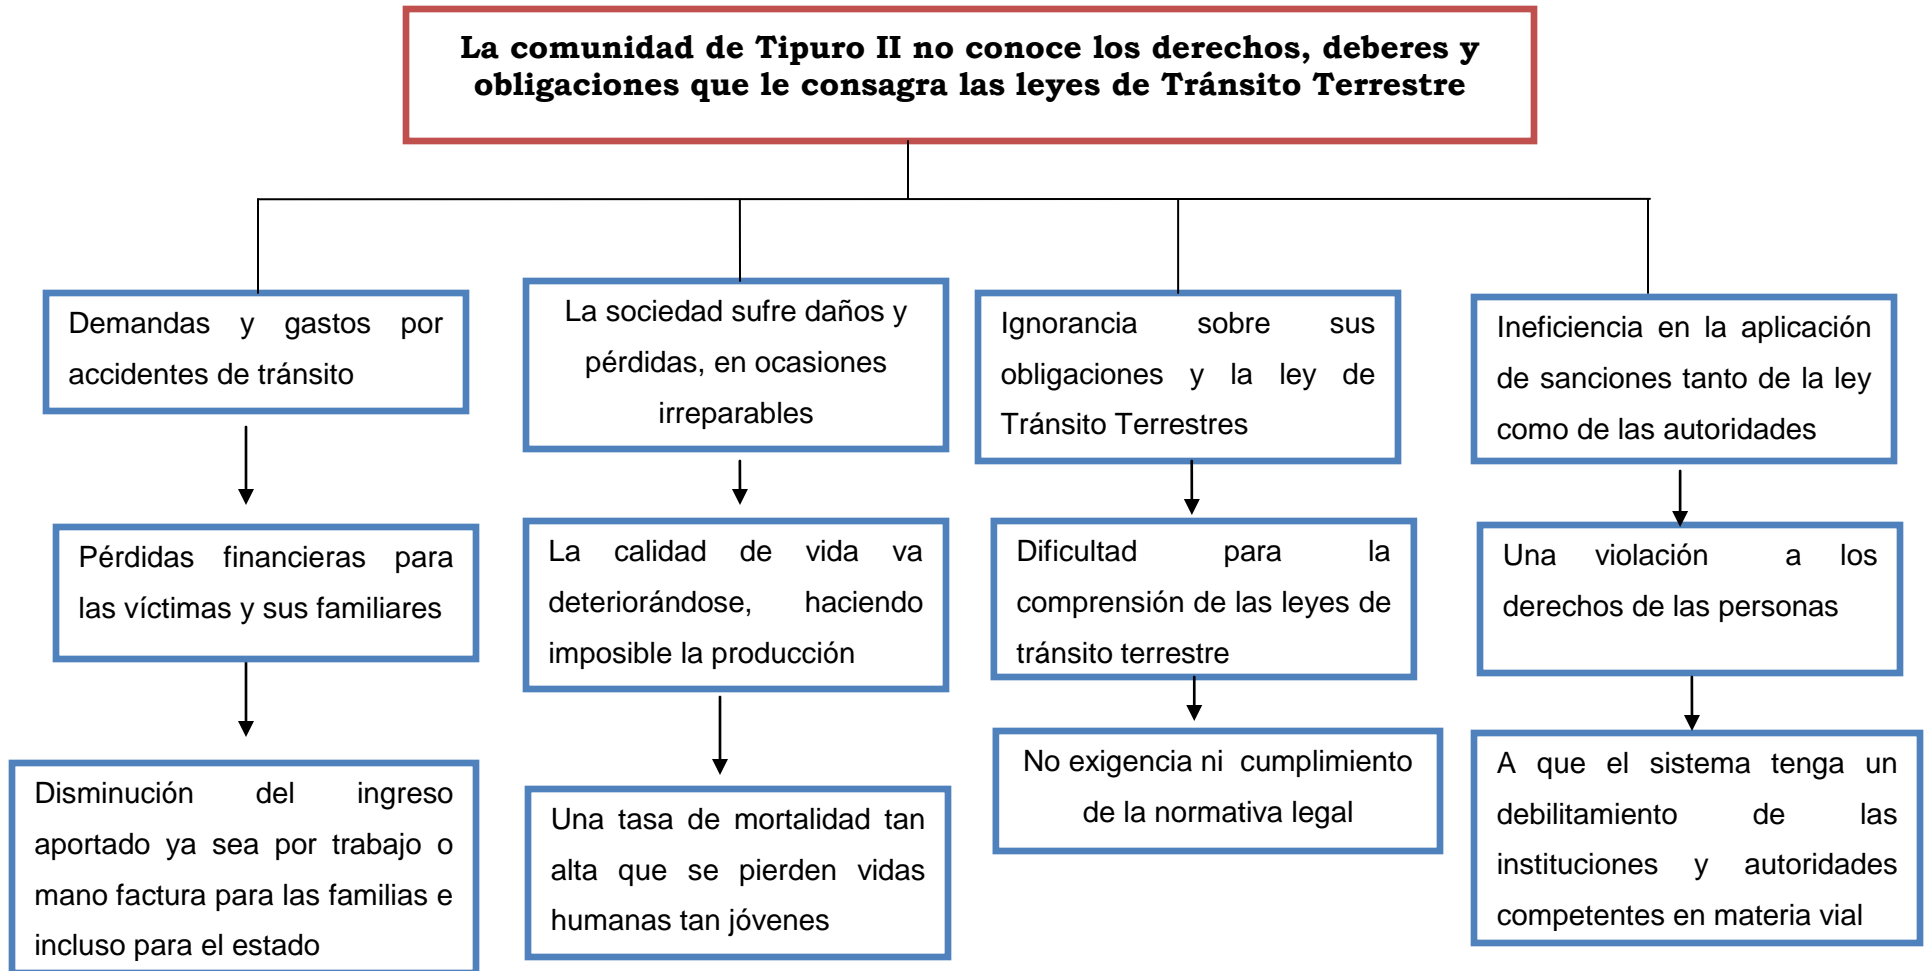 La comunidad de Tipuro II no conoce los derechos, deberes y
obligaciones que le consagra las leyes de Tránsito Terrestre
Demandas y gastos por
accidentes de tránsito
La sociedad sufre daños y
pérdidas, en ocasiones
irreparables
Ignorancia sobre sus
obligaciones y la ley de
Tránsito Terrestres
Ineficiencia en la aplicación
de sanciones tanto de la ley
como de las autoridades
Pérdidas financieras para
las víctimas y sus familiares
La calidad de vida va
deteriorándose, haciendo
imposible la producción
Dificultad para la
comprensión de las leyes de
tránsito terrestre
Una violación a los
derechos de las personas
Disminución del ingreso
aportado ya sea por trabajo o
mano factura para las familias e
incluso para el estado
Una tasa de mortalidad tan
alta que se pierden vidas
humanas tan jóvenes
No exigencia ni cumplimiento
de la normativa legal
A que el sistema tenga un
debilitamiento de las
instituciones y autoridades
competentes en materia vial